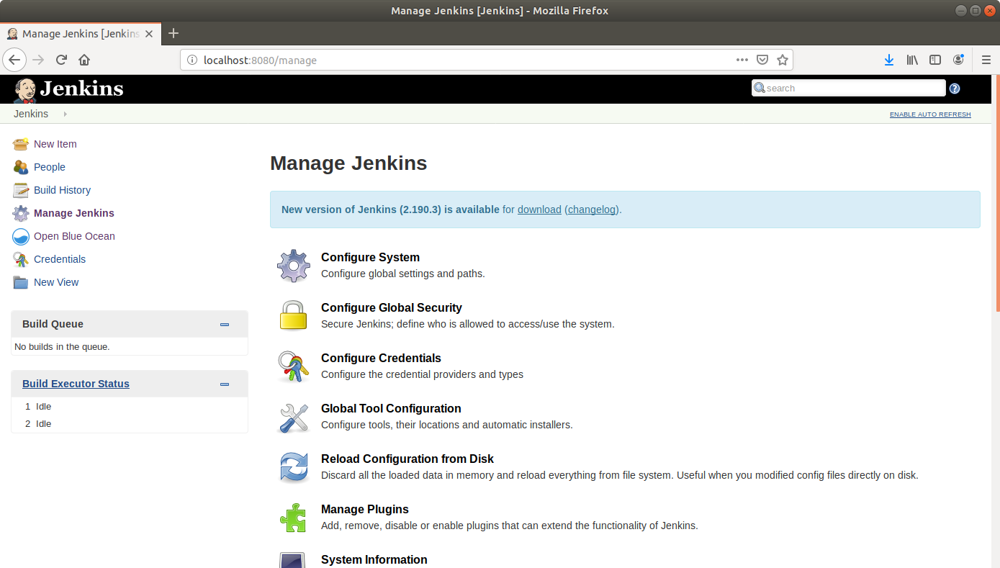 Manage Jenkins [Jenkins] - Mozilla Firefox
Manage Jenkins [Jenkins
localhost:8080/manage
Jenkins
search
Jenkins
ENABLE AUTO REFRESH
New Item
People
Build History
Manage Jenkins
Open Blue Ocean
Credentials
New View
Build Queue
No builds in the queue.
Build Executor Status
1 Idle
2 Idle
Manage Jenkins
New version of Jenkins (2.190.3) is available for download (changelog).
Configure System
Configure global settings and paths.
Configure Global Security
Secure Jenkins; define who is allowed to access/use the system.
Configure Credentials
Configure the credential providers and types
Global Tool Configuration
Configure tools, their locations and automatic installers.
Reload Configuration from Disk
Discard all the loaded data in memory and reload everything from file system. Useful when you modified config files directly on disk.
Manage Plugins
Add, remove, disable or enable plugins that can extend the functionality of Jenkins.
System Information